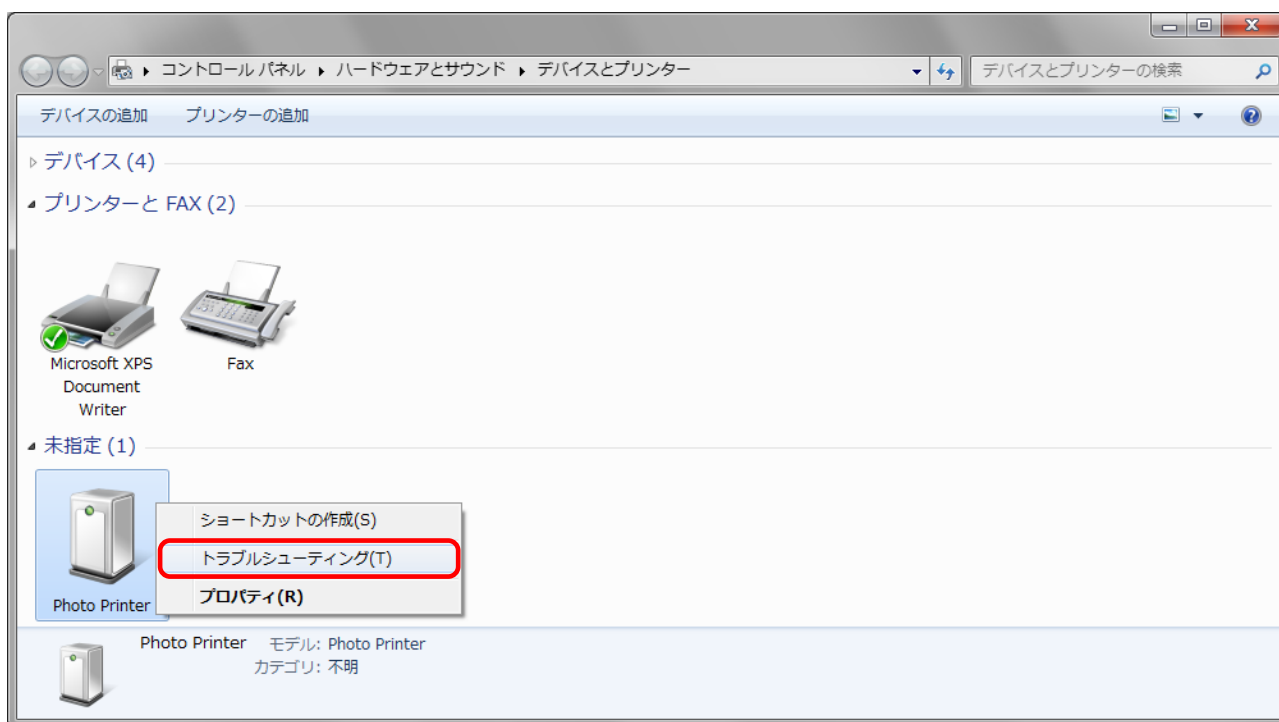 コントロール パネル ハードウェアとサウンド デバイスとプリンター デバイスとプリンターの検索
デバイスの追加 プリンターの追加
デバイス (4)
プリンターと FAX (2)
Microsoft XPS
Document
Writer
Fax
未指定 (1)
ショートカットの作成(S)
トラブルシューティング(T)
プロパティ(R)
Photo Printer
Photo Printer モデル: Photo Printer
カテゴリ: 不明